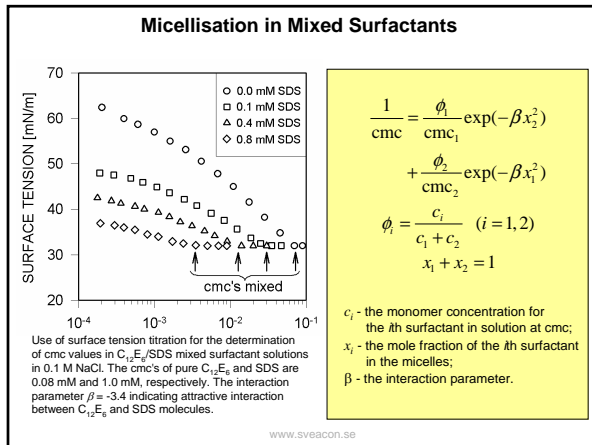 Micellisation in Mixed Surfactants
SURFACE TENSION [mN/m]
70
60
50
40
30
20
○ 0.0 mM SDS
□ 0.1 mM SDS
△ 0.4 mM SDS
◇ 0.8 mM SDS
cmc's mixed
10⁻⁴ 10⁻³ 10⁻² 10⁻¹
Use of surface tension titration for the determination
of cmc values in C₁₂E₆/SDS mixed surfactant solutions
in 0.1 M NaCl. The cmc's of pure C₁₂E₆ and SDS are
0.08 mM and 1.0 mM, respectively. The interaction
parameter β = -3.4 indicating attractive interaction
between C₁₂E₆ and SDS molecules.
1/cmc = ϕ₁/cmc₁ exp(−βx₂²)
+ ϕ₂/cmc₂ exp(−βx₁²)
ϕᵢ = cᵢ/(c₁ + c₂) (i = 1, 2)
x₁ + x₂ = 1
cᵢ - the monomer concentration for
the ith surfactant in solution at cmc;
xᵢ - the mole fraction of the ith surfactant
in the micelles;
β - the interaction parameter.
www.sveacon.se